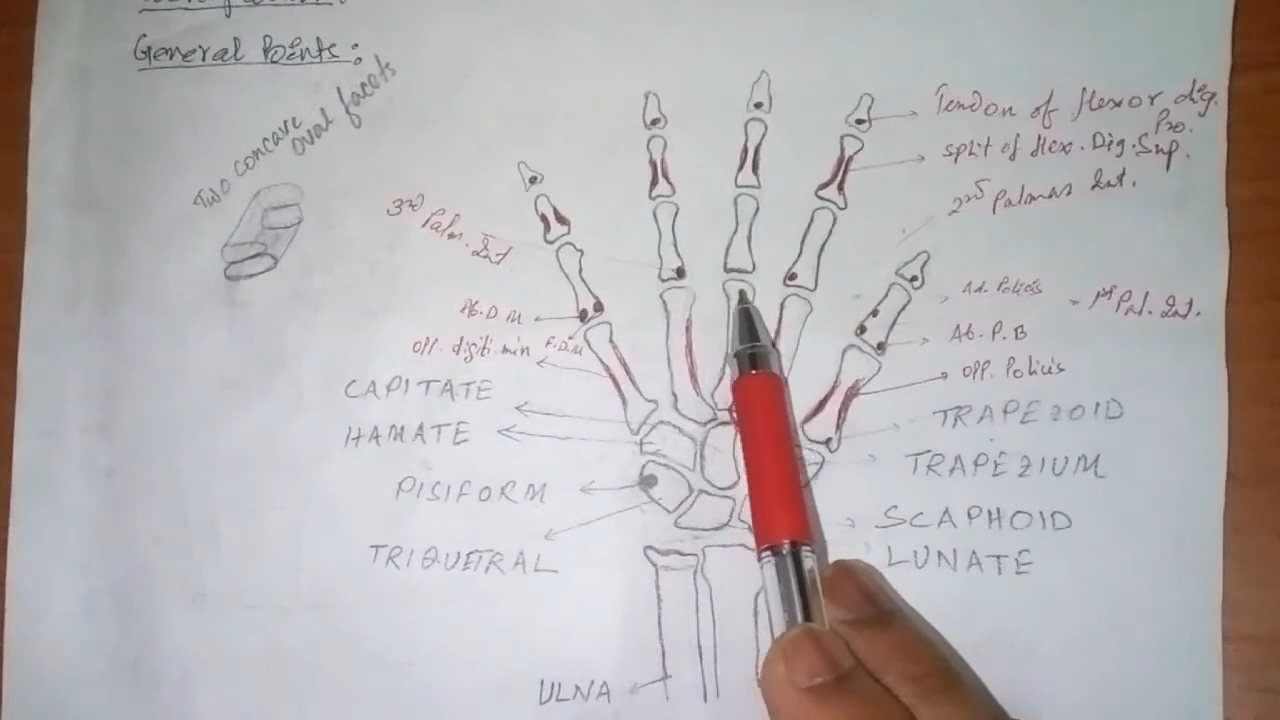 General Points:
Two concave
oval facets
Tendon of flexor dig.
Pro.
split of flex. Dig. Sup.
2nd Palmar Int.
3rd Palm. Int.
Ad. Policis
1st Pal. Int.
Ab. D. M
Ab. P. B
Opp. digiti. min
F. D. M
Opp. Policis
CAPITATE
TRAPEZOID
HAMATE
TRAPEZIUM
PISIFORM
SCAPHOID
TRIQUETRAL
LUNATE
ULNA